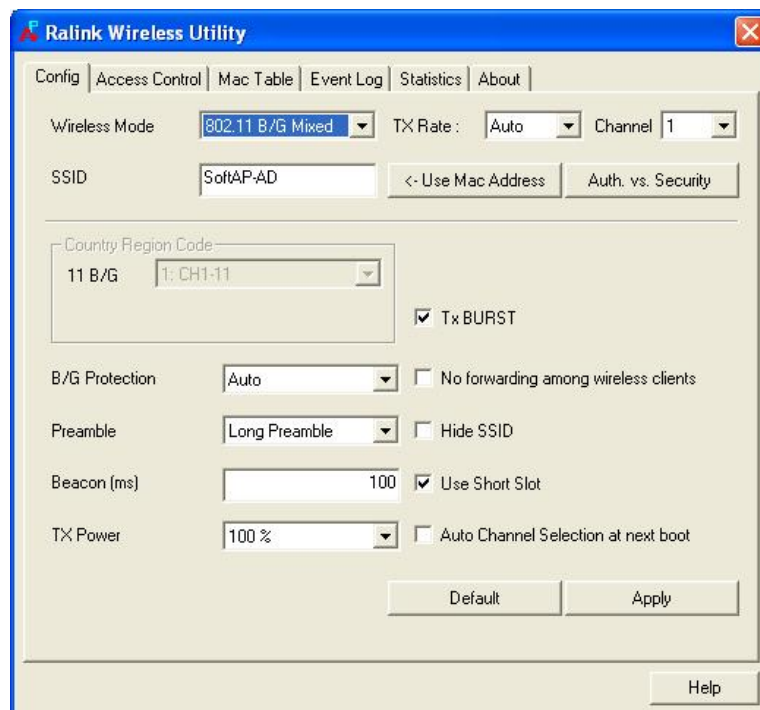 Ralink Wireless Utility
Config Access Control Mac Table Event Log Statistics About
Wireless Mode 802.11 B/G Mixed TX Rate : Auto Channel 1
SSID SoftAP-AD <- Use Mac Address Auth. vs. Security
Country Region Code
11 B/G 1: CH1-11
Tx BURST
B/G Protection Auto No forwarding among wireless clients
Preamble Long Preamble Hide SSID
Beacon (ms) 100 Use Short Slot
TX Power 100 % Auto Channel Selection at next boot
Default Apply
Help